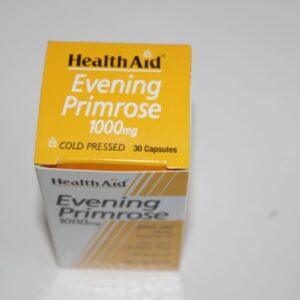 HealthAid
Evening
Primrose
1000mg
COLD PRESSED 30 Capsules
HealthAid
Evening
Primrose
1000mg